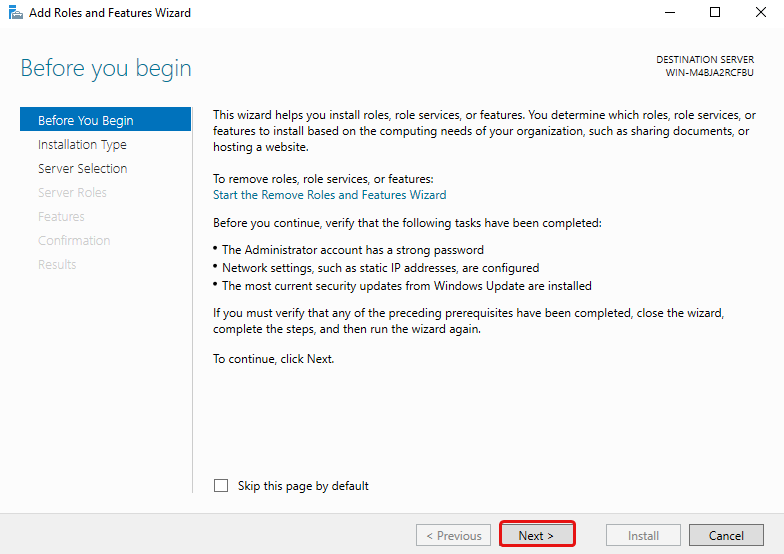 Add Roles and Features Wizard
Before you begin
DESTINATION SERVER
WIN-M4BJA2RCFBU
Before You Begin
Installation Type
Server Selection
Server Roles
Features
Confirmation
Results
This wizard helps you install roles, role services, or features. You determine which roles, role services, or
features to install based on the computing needs of your organization, such as sharing documents, or
hosting a website.
To remove roles, role services, or features:
Start the Remove Roles and Features Wizard
Before you continue, verify that the following tasks have been completed:
• The Administrator account has a strong password
• Network settings, such as static IP addresses, are configured
• The most current security updates from Windows Update are installed
If you must verify that any of the preceding prerequisites have been completed, close the wizard,
complete the steps, and then run the wizard again.
To continue, click Next.
Skip this page by default
< Previous
Next >
Install
Cancel